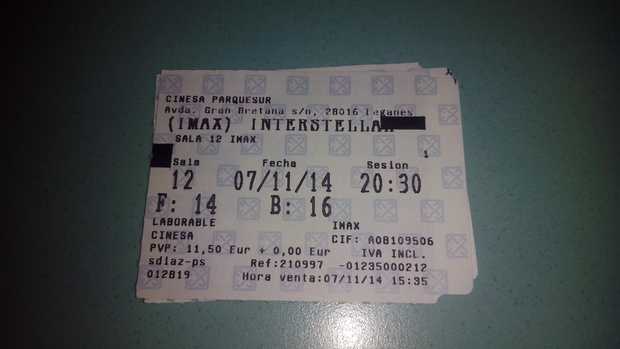 CINESA PARQUESUR
Avda. Gran Bretana s/n, 28016 Leganes
(IMAX) INTERSTELLA
SALA 12 IMAX
1
Sala Fecha Sesion
12 07/11/14 20:30
F: 14 B: 16
LABORABLE IMAX
CINESA CIF: A08109506
PVP: 11,50 Eur + 0,00 Eur IVA INCL.
sdiaz-ps Ref:210997 -01235000212
012B19 Hora venta:07/11/14 15:35